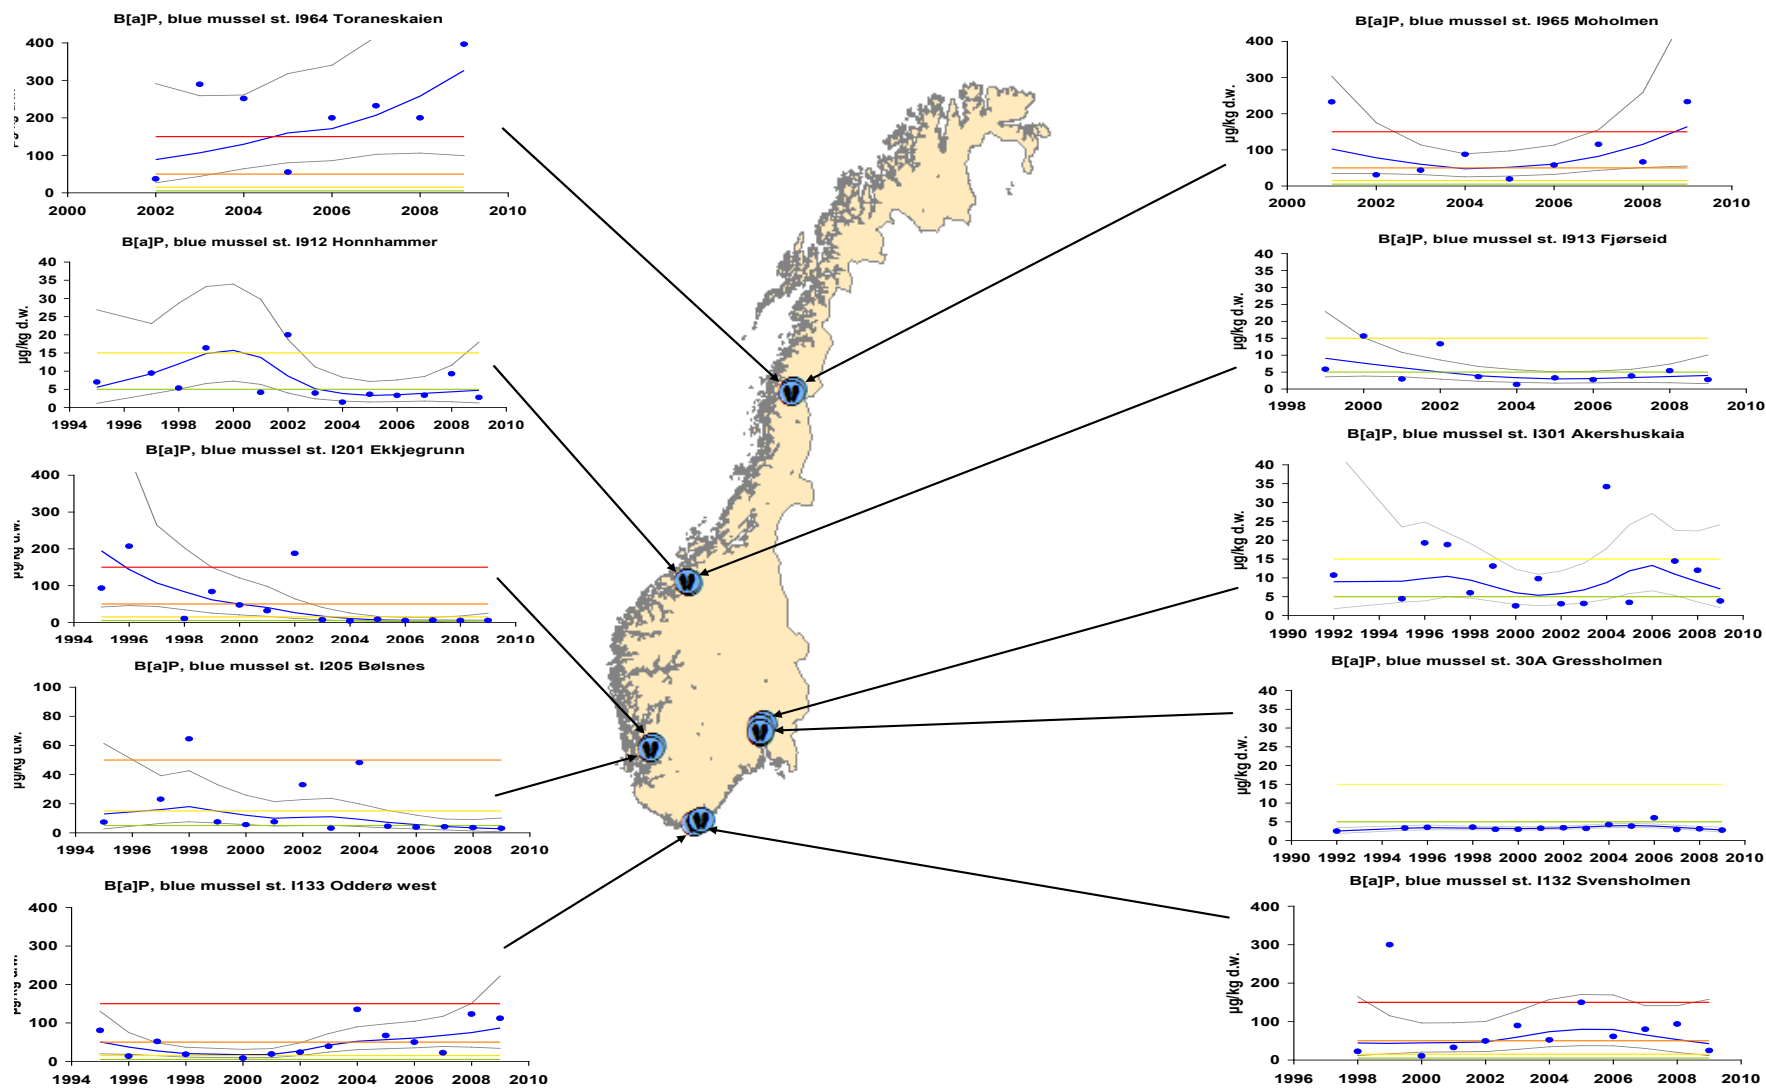 B[a]P, blue mussel st. I964 Toraneskaien
400
300
200
100
0
2000 2002 2004 2006 2008 2010
B[a]P, blue mussel st. I965 Moholmen
µg/kg d.w.
400
300
200
100
0
2000 2002 2004 2006 2008 2010
B[a]P, blue mussel st. I912 Honnhammer
µg/kg d.w.
40
35
30
25
20
15
10
5
0
1994 1996 1998 2000 2002 2004 2006 2008 2010
B[a]P, blue mussel st. I913 Fjørseid
µg/kg d.w.
40
35
30
25
20
15
10
5
0
1998 2000 2002 2004 2006 2008 2010
B[a]P, blue mussel st. I201 Ekkjegrunn
µg/kg d.w.
400
300
200
150
100
50
0
1994 1996 1998 2000 2002 2004 2006 2008 2010
B[a]P, blue mussel st. I301 Akershuskaia
µg/kg d.w.
40
35
30
25
20
15
10
5
0
1990 1992 1994 1996 1998 2000 2002 2004 2006 2008 2010
B[a]P, blue mussel st. I205 Bølsnes
µg/kg d.w.
100
80
60
40
20
0
1994 1996 1998 2000 2002 2004 2006 2008 2010
B[a]P, blue mussel st. 30A Gressholmen
µg/kg d.w.
40
35
30
25
20
15
10
5
0
1990 1992 1994 1996 1998 2000 2002 2004 2006 2008 2010
B[a]P, blue mussel st. I133 Odderø west
400
300
200
150
100
50
0
1994 1996 1998 2000 2002 2004 2006 2008 2010
B[a]P, blue mussel st. I132 Svensholmen
µg/kg d.w.
400
300
200
150
100
50
0
1996 1998 2000 2002 2004 2006 2008 2010